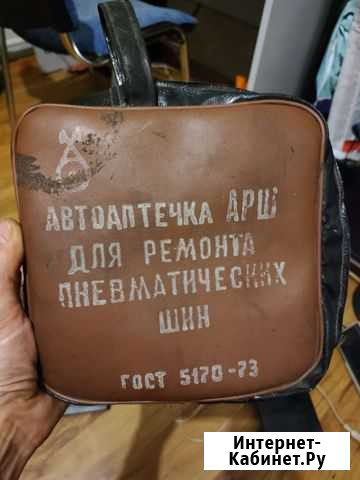 АВТОАПТЕЧКА АРШ
ДЛЯ РЕМОНТА
ПНЕВМАТИЧЕСКИХ
ШИН
ГОСТ 5170-73
Интернет-
Кабинет.Ру